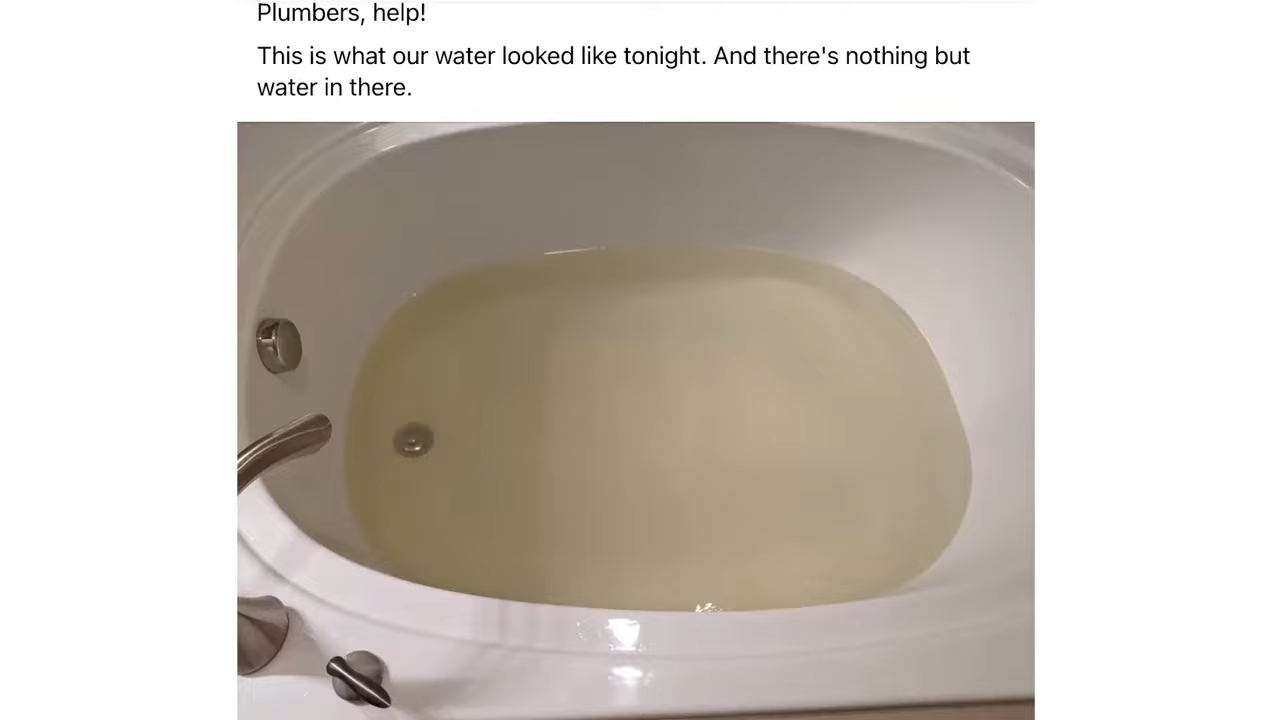 Plumbers, help!
This is what our water looked like tonight. And there's nothing but
water in there.